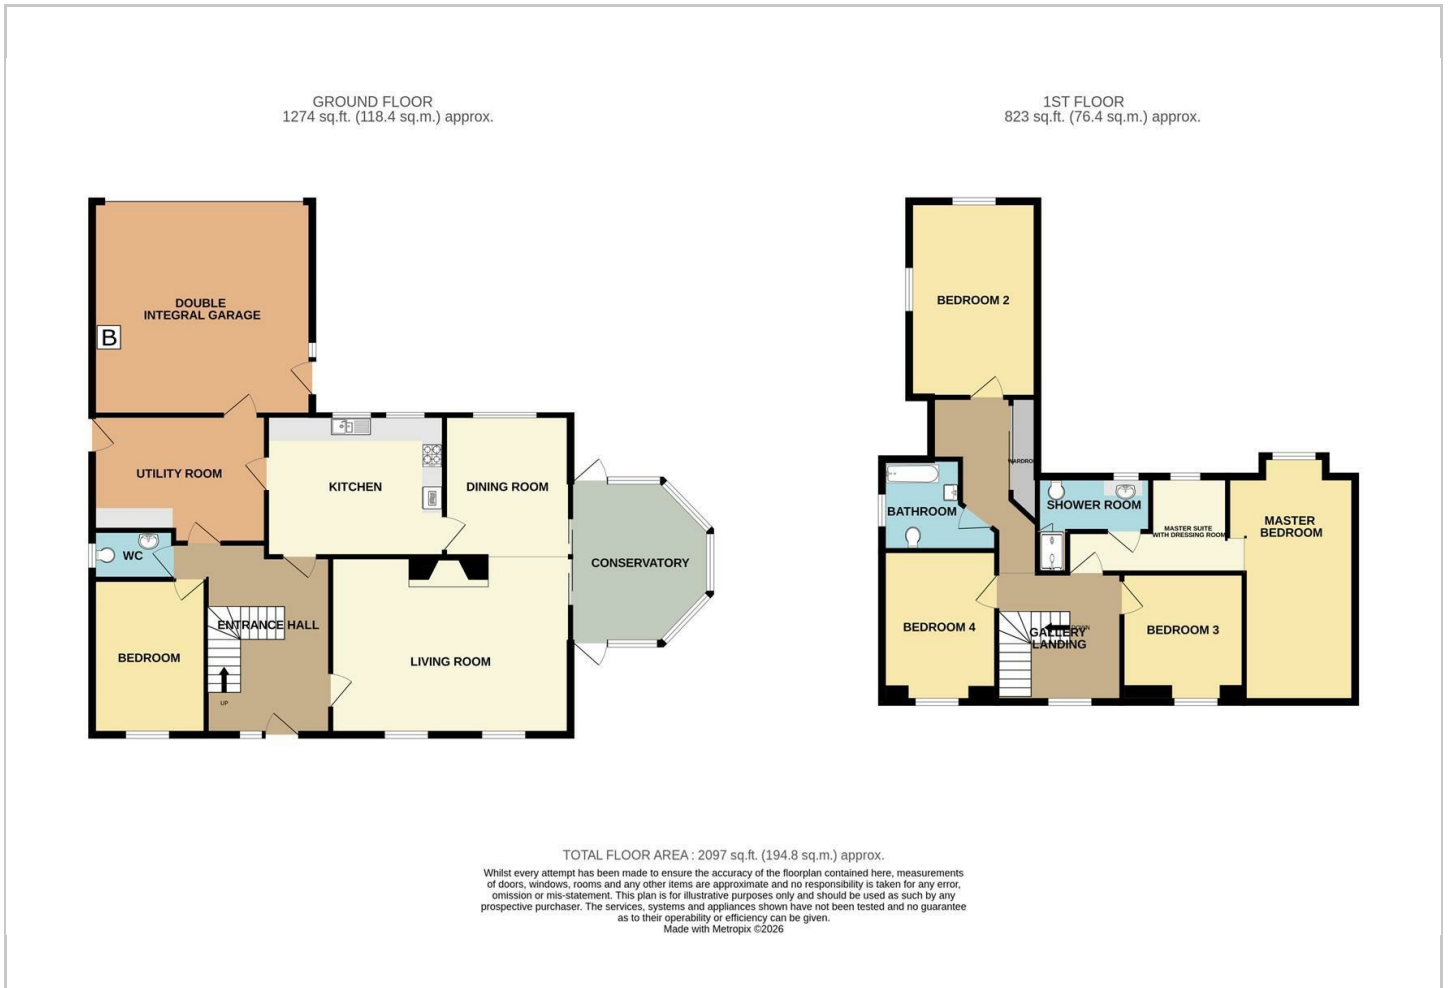 GROUND FLOOR
1274 sq.ft. (118.4 sq.m.) approx.
1ST FLOOR
823 sq.ft. (76.4 sq.m.) approx.
DOUBLE
INTEGRAL GARAGE
B
UTILITY ROOM
KITCHEN
DINING ROOM
WC
CONSERVATORY
ENTRANCE HALL
BEDROOM
LIVING ROOM
UP
BEDROOM 2
BATHROOM
SHOWER ROOM
MASTER SUITE
WITH DRESSING ROOM
MASTER
BEDROOM
BEDROOM 4
GALLERY
LANDING
DOWN
BEDROOM 3
TOTAL FLOOR AREA : 2097 sq.ft. (194.8 sq.m.) approx.
Whilst every attempt has been made to ensure the accuracy of the floorplan contained here, measurements
of doors, windows, rooms and any other items are approximate and no responsibility is taken for any error,
omission or mis-statement. This plan is for illustrative purposes only and should be used as such by any
prospective purchaser. The services, systems and appliances shown have not been tested and no guarantee
as to their operability or efficiency can be given.
Made with Metropix ©2026